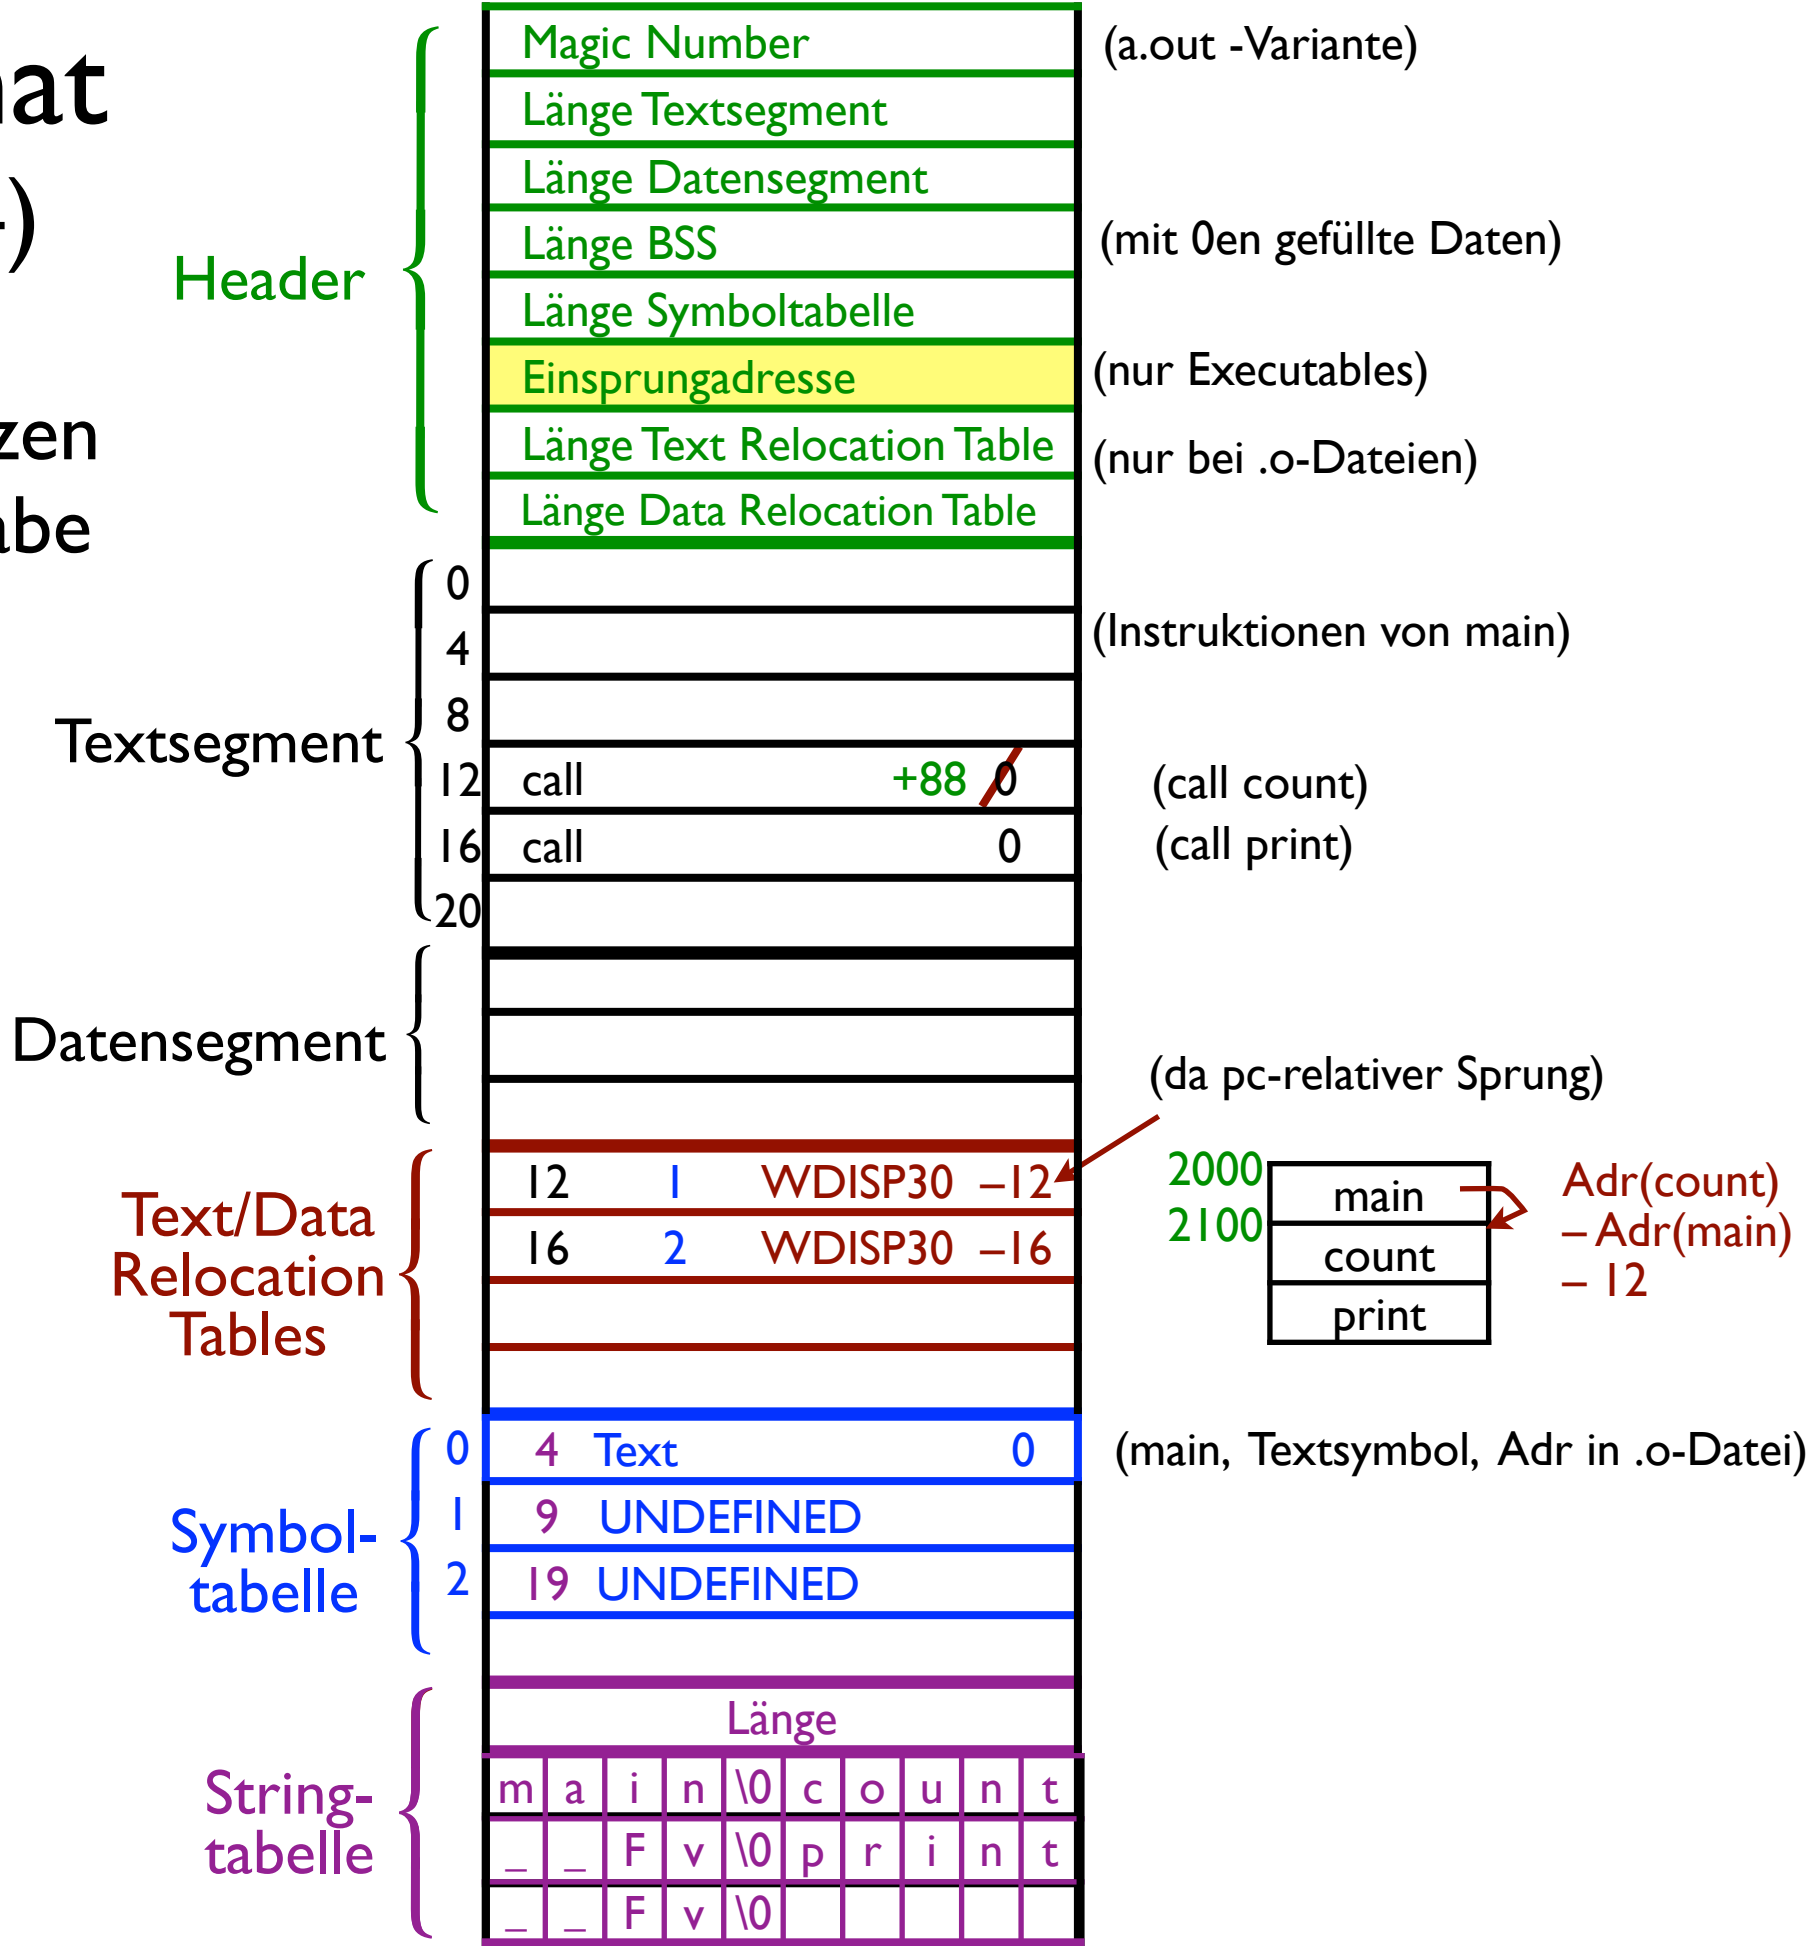 Magic Number (a.out -Variante)
Länge Textsegment
Länge Datensegment
Länge BSS (mit 0en gefüllte Daten)
Header
Länge Symboltabelle
Einsprungadresse (nur Executables)
Länge Text Relocation Table (nur bei .o-Dateien)
Länge Data Relocation Table
0
(Instruktionen von main)
4
8
Textsegment
12 call +88 0 (call count)
16 call 0 (call print)
20
Datensegment
(da pc-relativer Sprung)
Text/Data
Relocation
Tables
12 1 WDISP30 –12
16 2 WDISP30 –16
2000 main
2100 count
print
Adr(count)
– Adr(main)
– 12
Symbol-
tabelle
0 4 Text 0 (main, Textsymbol, Adr in .o-Datei)
1 9 UNDEFINED
2 19 UNDEFINED
String-
tabelle
Länge
m a i n \0 c o u n t
_ _ F v \0 p r i n t
_ _ F v \0